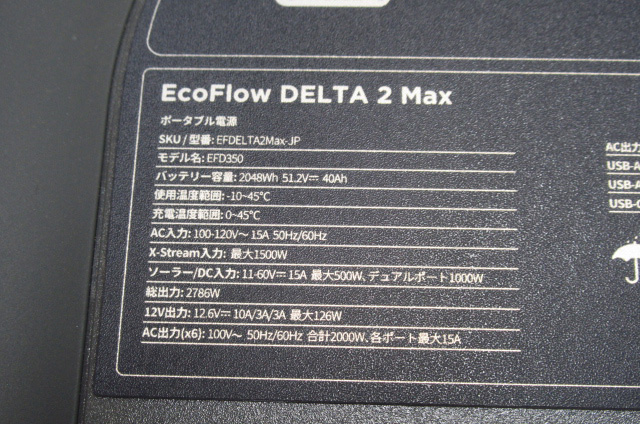 EcoFlow DELTA 2 Max
ポータブル電源
SKU / 型番: EFDELTA2Max-JP
モデル名: EFD350
バッテリー容量: 2048Wh 51.2V⎓ 40Ah
使用温度範囲: -10~45°C
充電温度範囲: 0~45°C
AC入力: 100-120V~ 15A 50Hz/60Hz
X-Stream入力: 最大1500W
ソーラー/DC入力: 11-60V⎓ 15A 最大500W、デュアルポート1000W
総出力: 2786W
12V出力: 12.6V⎓ 10A/3A/3A 最大126W
AC出力(x6): 100V~ 50Hz/60Hz 合計2000W、各ポート最大15A
AC出力
USB-A
USB-A
USB-C